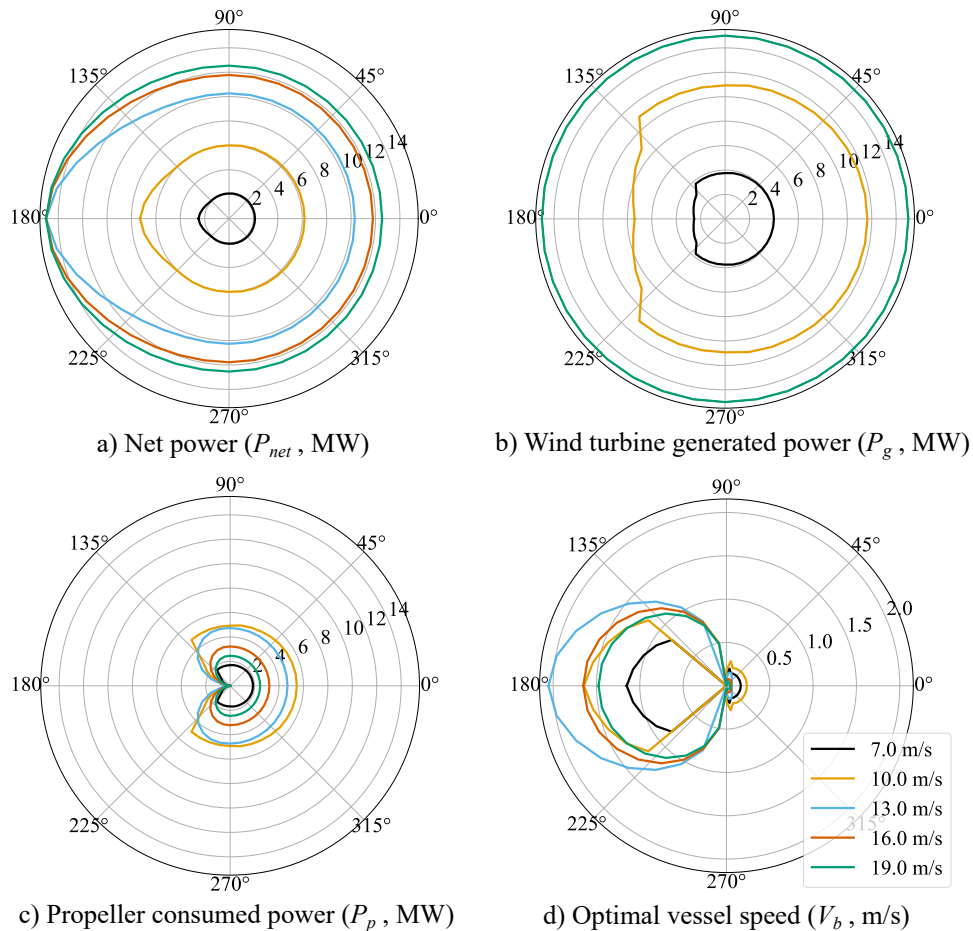 90° 90°
135° 45° 135° 45°
2 4 6 8 10 12 14 2 4 6 8 10 12 14
180° 0° 180° 0°
225° 315° 225° 315°
270° 270°
a) Net power (P_net , MW)
b) Wind turbine generated power (P_g , MW)
90° 90°
135° 45° 135° 45°
2 4 6 8 10 12 14 0.5 1.0 1.5 2.0
180° 0° 180° 0°
7.0 m/s
10.0 m/s
13.0 m/s
16.0 m/s
19.0 m/s
225° 315° 225° 315°
270° 270°
c) Propeller consumed power (P_p , MW)
d) Optimal vessel speed (V_b , m/s)